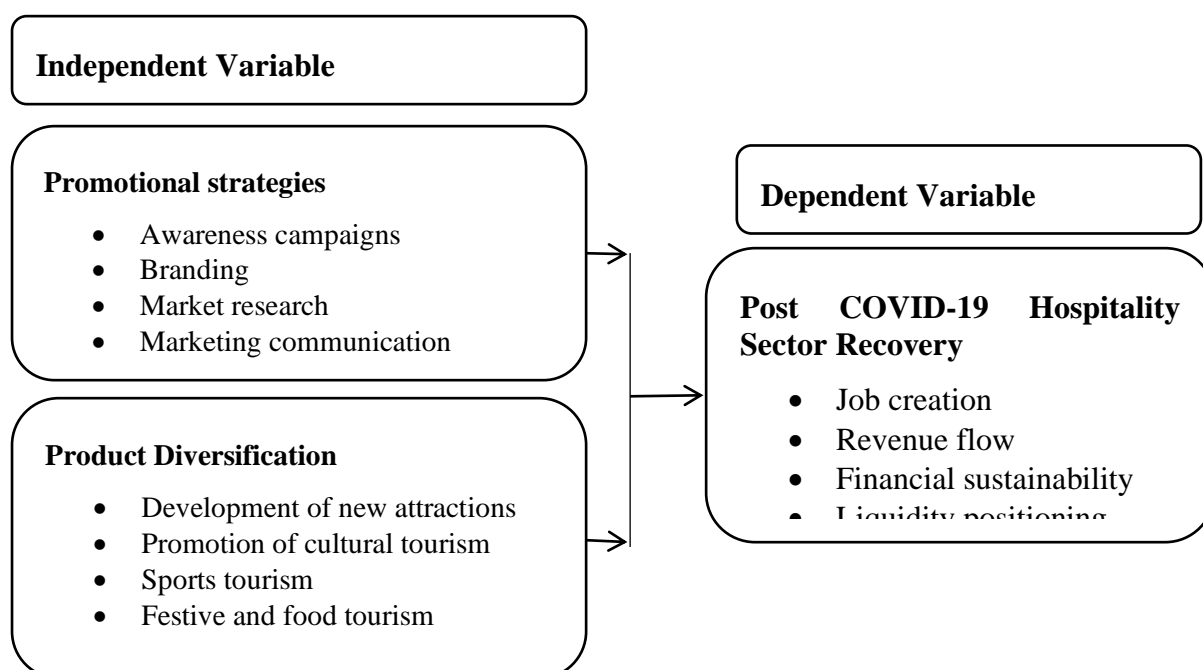 Independent Variable
Promotional strategies
• Awareness campaigns
• Branding
• Market research
• Marketing communication
Product Diversification
• Development of new attractions
• Promotion of cultural tourism
• Sports tourism
• Festive and food tourism
Dependent Variable
Post COVID-19 Hospitality
Sector Recovery
• Job creation
• Revenue flow
• Financial sustainability
• Liquidity positioning